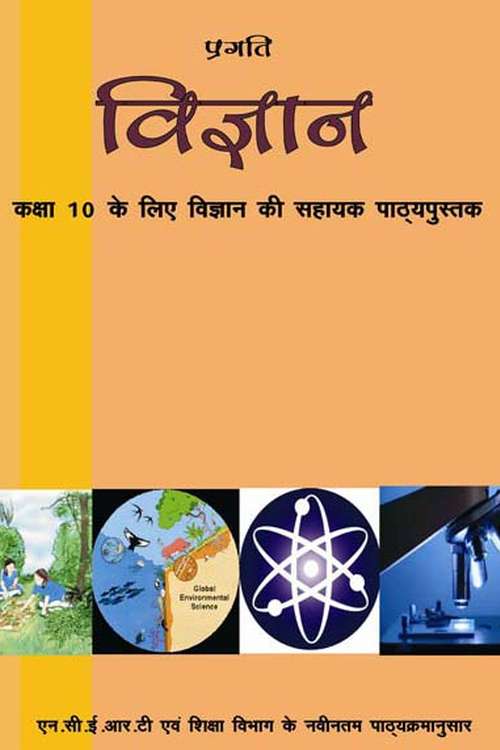 प्रगति
विज्ञान
कक्षा 10 के लिए विज्ञान की सहायक पाठ्यपुस्तक
Global
Environmental
Science
एन.सी.ई.आर.टी एवं शिक्षा विभाग के नवीनतम पाठ्यक्रमानुसार